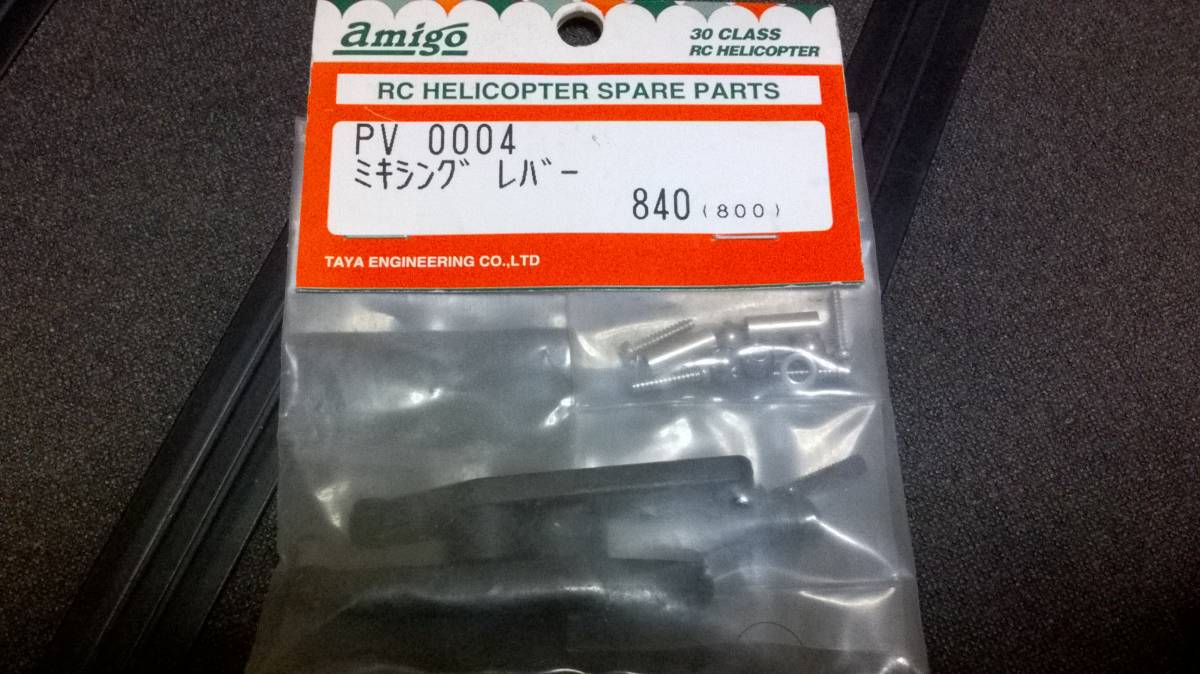 amigo
30 CLASS
RC HELICOPTER
RC HELICOPTER SPARE PARTS
PV 0004
ﾐｷｼﾝｸﾞ ﾚﾊﾞｰ
840 (800)
TAYA ENGINEERING CO.,LTD